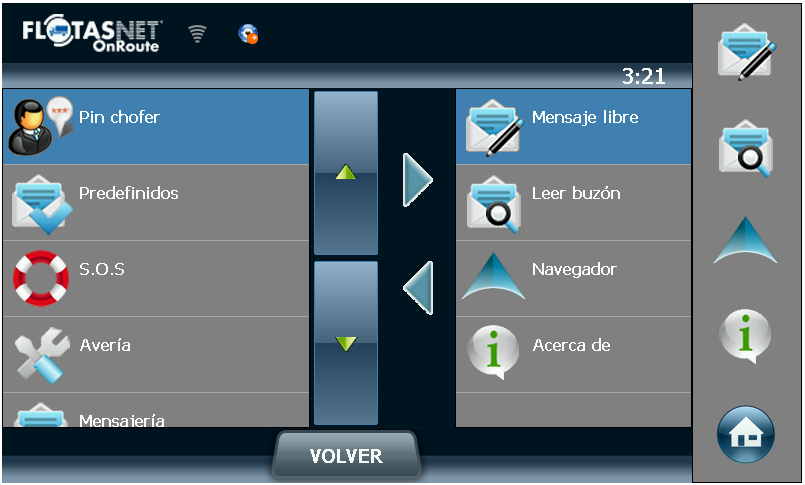 FLOTASNET
OnRoute
3:21
Pin chofer
Predefinidos
S.O.S
Avería
Mensajería
Mensaje libre
Leer buzón
Navegador
Acerca de
VOLVER